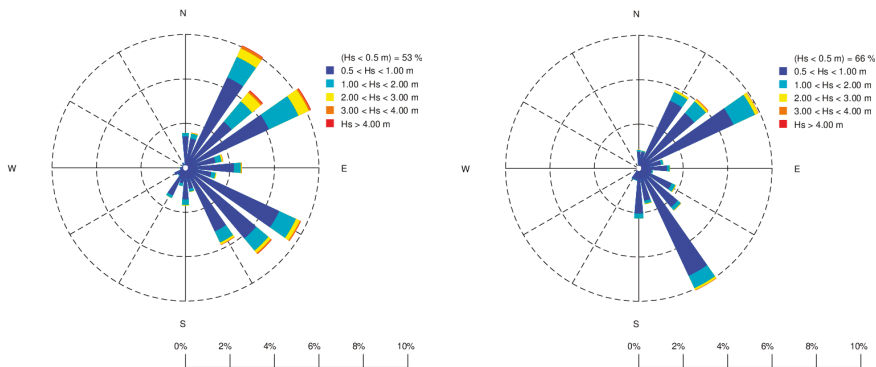 N
(Hs < 0.5 m) = 53 %
0.5 < Hs < 1.00 m
1.00 < Hs < 2.00 m
2.00 < Hs < 3.00 m
3.00 < Hs < 4.00 m
Hs > 4.00 m
W
E
S
0% 2% 4% 6% 8% 10%
N
(Hs < 0.5 m) = 66 %
0.5 < Hs < 1.00 m
1.00 < Hs < 2.00 m
2.00 < Hs < 3.00 m
3.00 < Hs < 4.00 m
Hs > 4.00 m
W
E
S
0% 2% 4% 6% 8% 10%